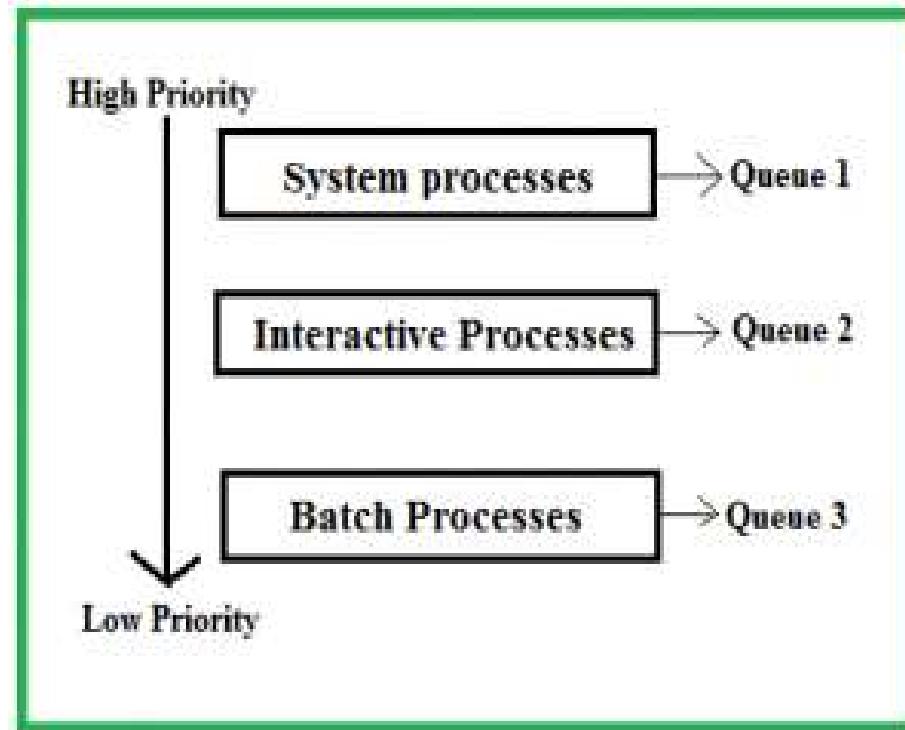 High Priority
System processes
Queue 1
Interactive Processes
Queue 2
Batch Processes
Queue 3
Low Priority